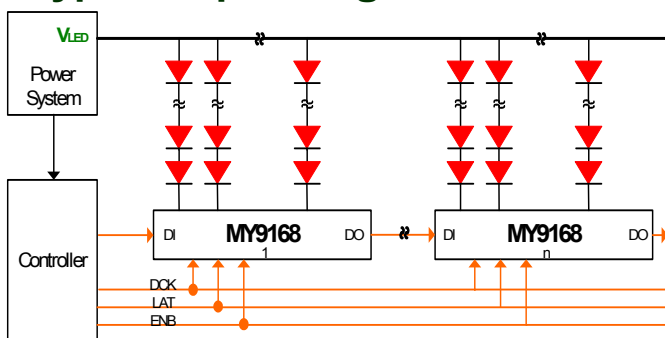 VLED
Power
System
Controller
DI MY9168 DO
1
DI MY9168 DO
n
DCK
LAT
ENB